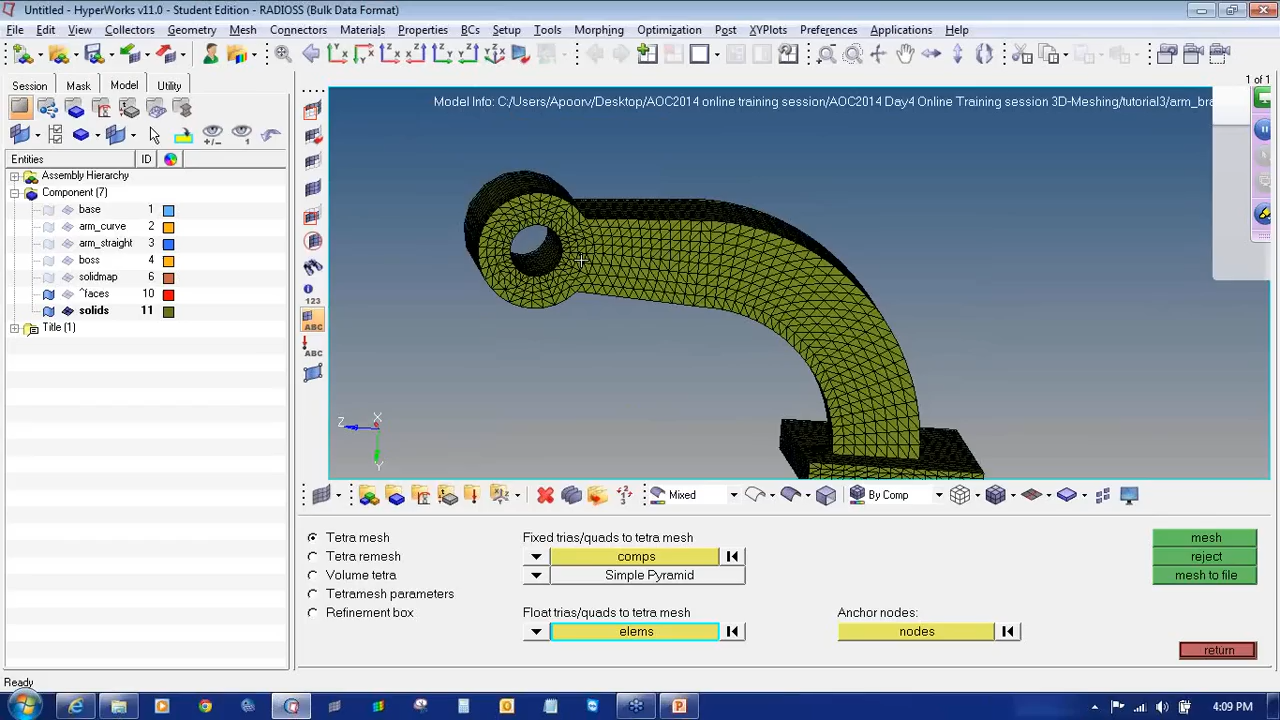 Untitled - HyperWorks v11.0 - Student Edition - RADIOSS (Bulk Data Format)
File Edit View Collectors Geometry Mesh Connectors Materials Properties BCs Setup Tools Morphing Optimization Post XYPlots Preferences Applications Help
1 of 1
Session Mask Model Utility
Model Info: C:/Users/Apoorv/Desktop/AOC2014 online training session/AOC2014 Day4 Online Training session 3D-Meshing/tutorial3/arm_bra
Entities ID
Assembly Hierarchy
Component (7)
base 1
arm_curve 2
arm_straight 3
boss 4
solidmap 6
^faces 10
solids 11
Title (1)
123
ABC
ABC
X
Z
Y
Mixed By Comp
Tetra mesh
Tetra remesh
Volume tetra
Tetramesh parameters
Refinement box
Fixed trias/quads to tetra mesh
comps
Simple Pyramid
Float trias/quads to tetra mesh
elems
Anchor nodes:
nodes
mesh
reject
mesh to file
return
Ready
4:09 PM